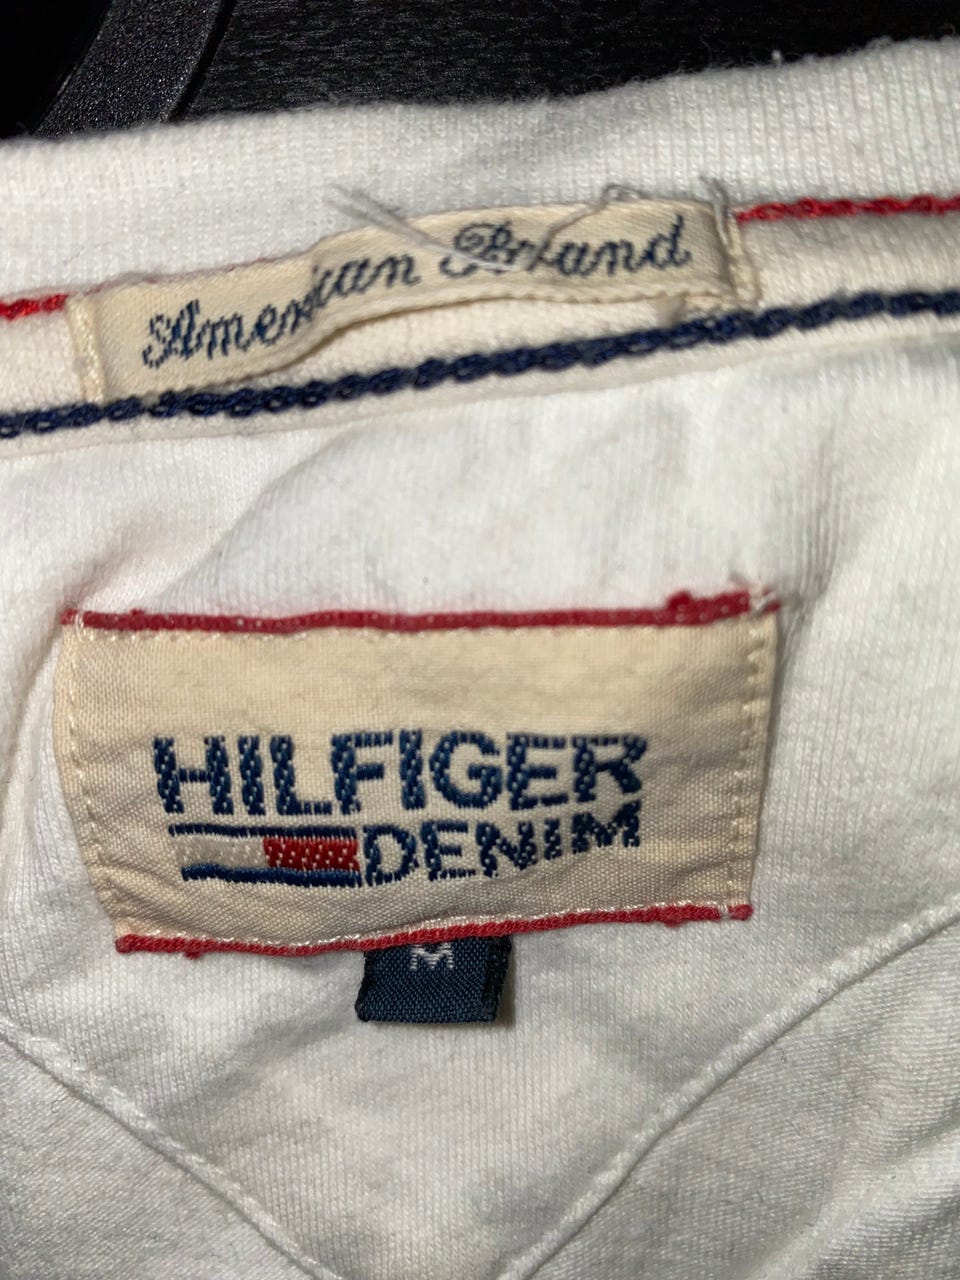 American Brand
HILFIGER
DENIM
M